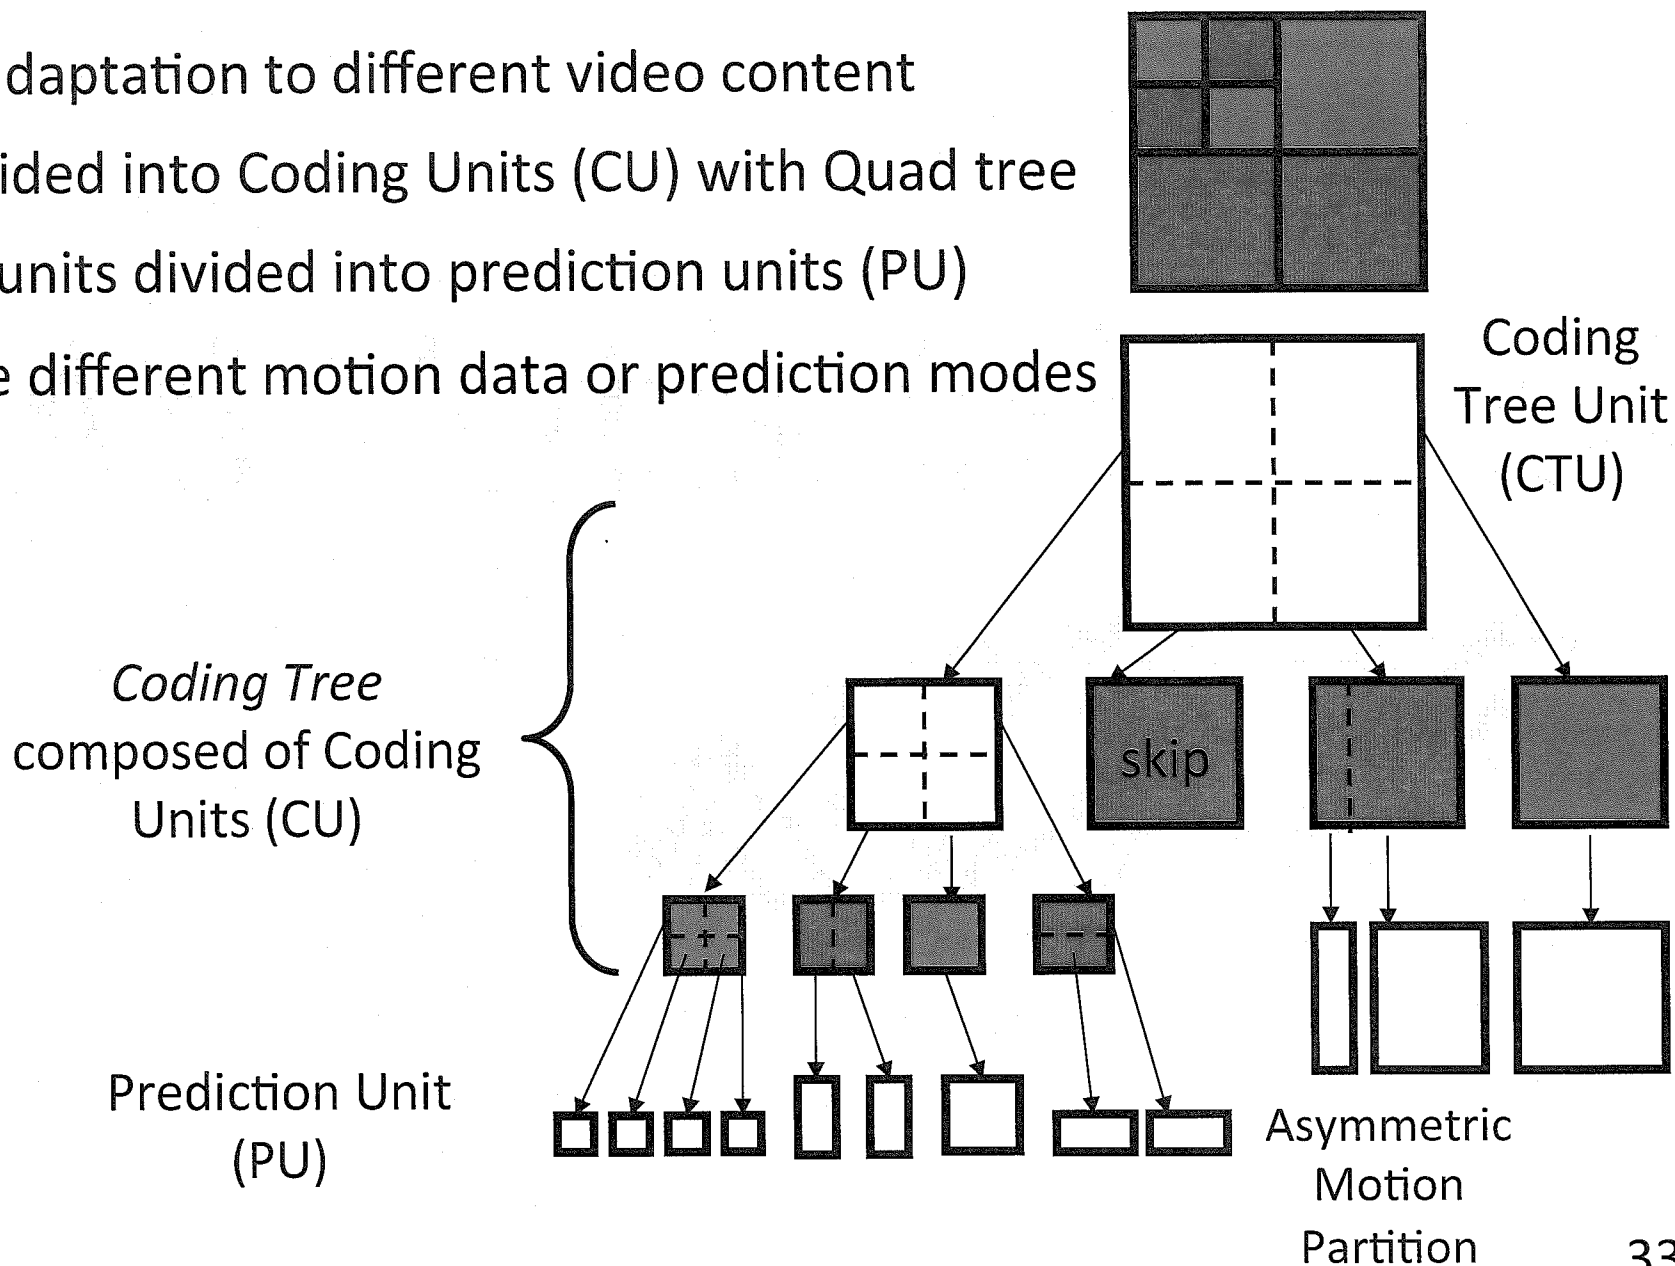 daptation to different video content
ided into Coding Units (CU) with Quad tree
units divided into prediction units (PU)
e different motion data or prediction modes
Coding
Tree Unit
(CTU)
Coding Tree
composed of Coding
Units (CU)
skip
Prediction Unit
(PU)
Asymmetric
Motion
Partition
33